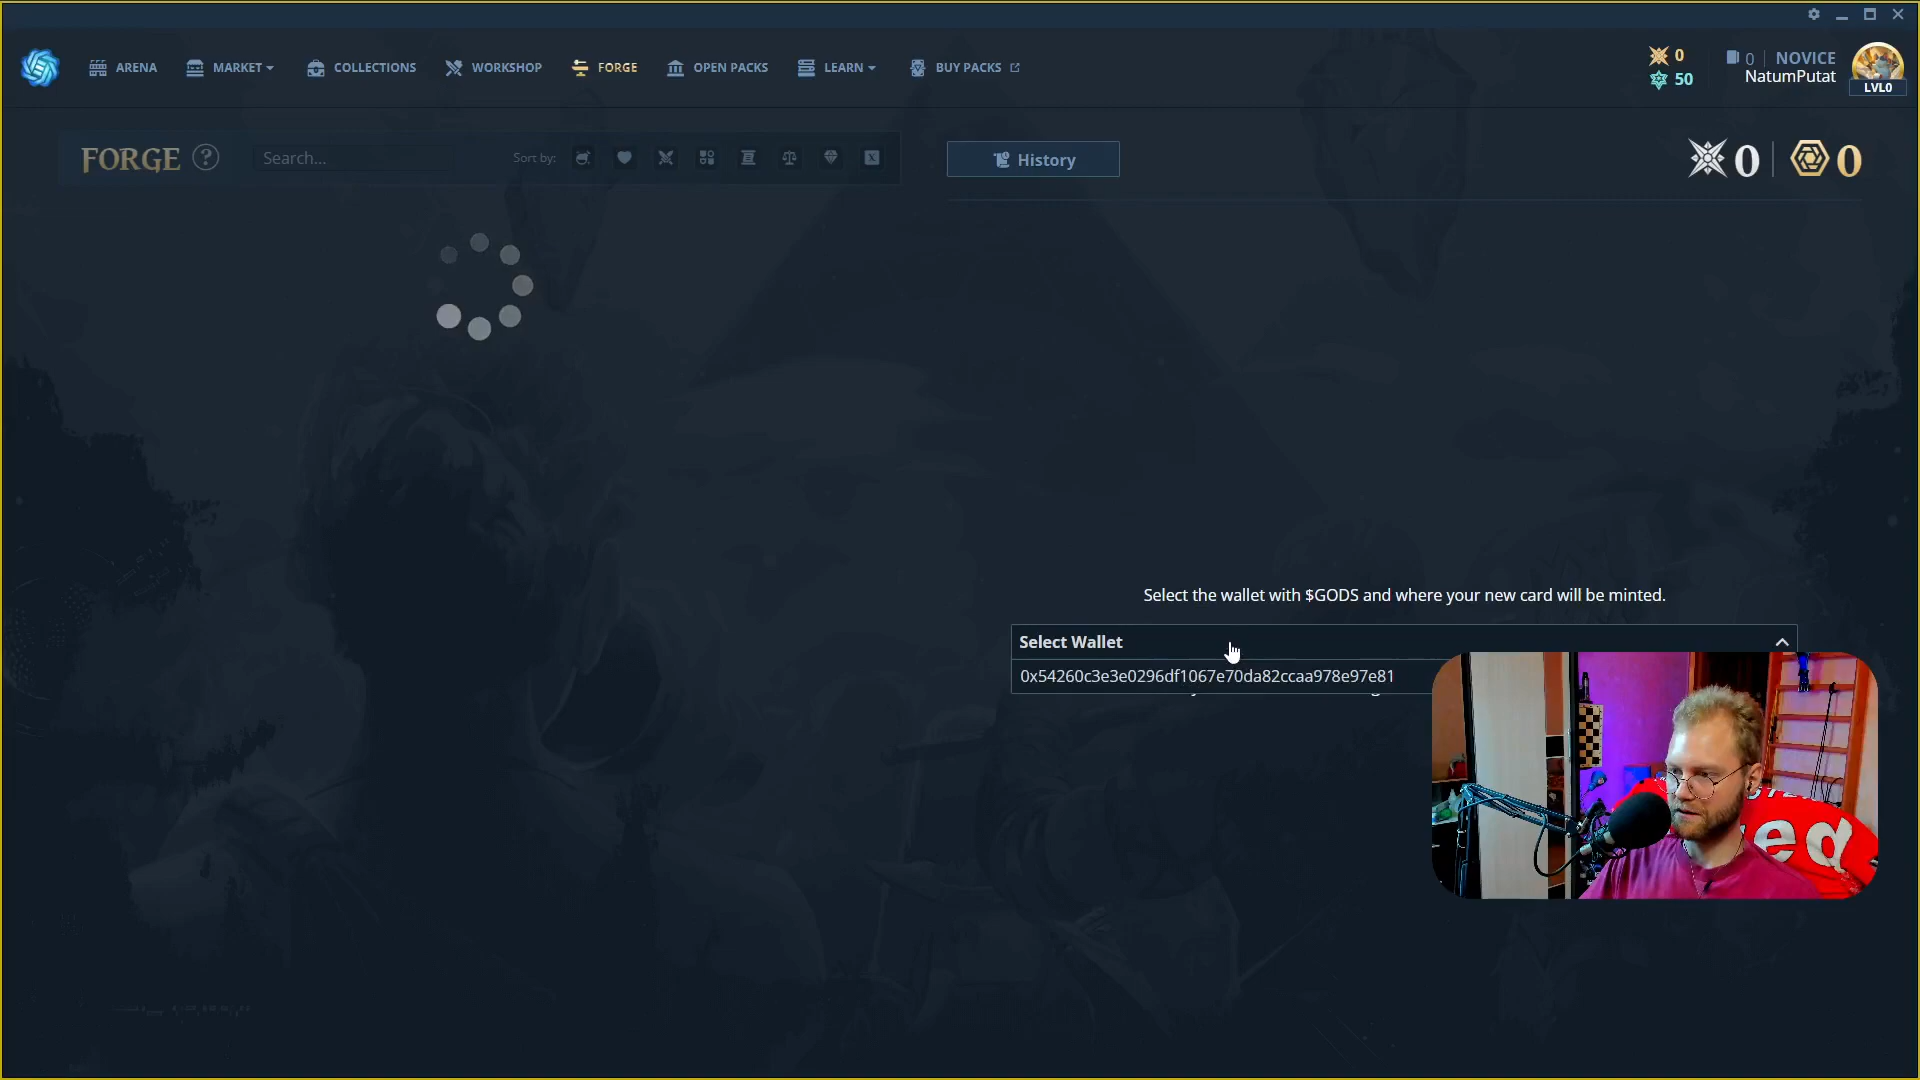 ARENA
MARKET
COLLECTIONS
WORKSHOP
FORGE
OPEN PACKS
LEARN
BUY PACKS
0
50
0
NOVICE
NatumPutat
LVL0
FORGE
?
Search...
Sort by:
History
0
0
Select the wallet with $GODS and where your new card will be minted.
Select Wallet
0x54260c3e3e0296df1067e70da82ccaa978e97e81
ed